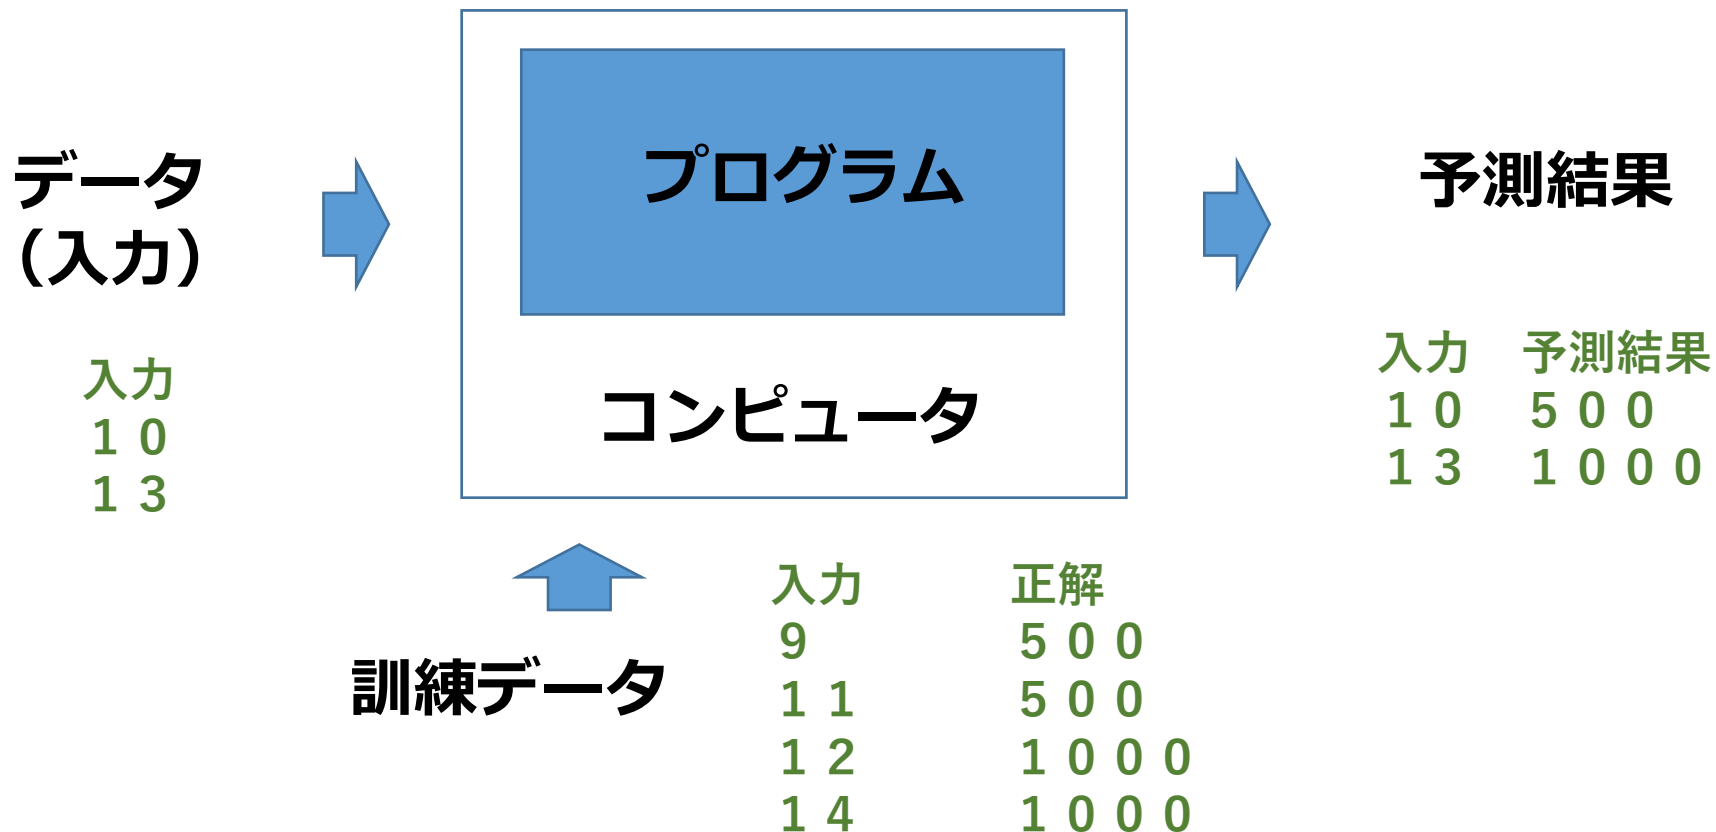 データ
（入力）
入力
１０
１３
プログラム
コンピュータ
予測結果
入力　予測結果
１０　５００
１３　１０００
訓練データ
入力　正解
９　５００
１１　５００
１２　１０００
１４　１０００